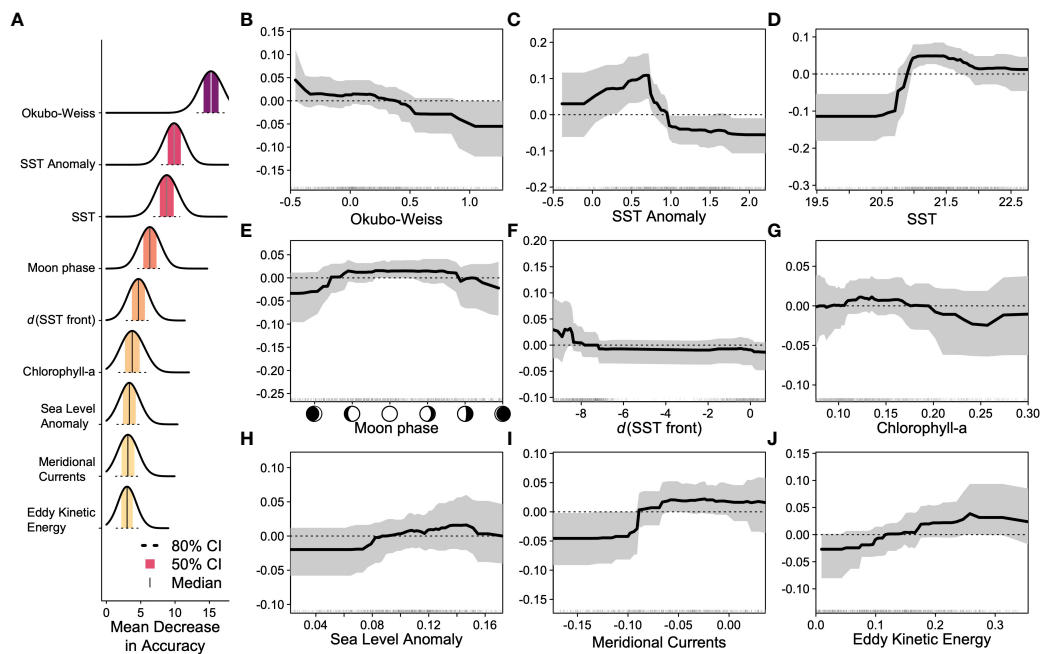 A
Okubo-Weiss
SST Anomaly
SST
Moon phase
d(SST front)
Chlorophyll-a
Sea Level
Anomaly
Meridional
Currents
Eddy Kinetic
Energy
80% CI
50% CI
Median
0 5 10 15
Mean Decrease
in Accuracy
B
0.15
0.10
0.05
0.00
-0.05
-0.10
-0.15
-0.5 0.0 0.5 1.0
Okubo-Weiss
C
0.2
0.1
0.0
-0.1
-0.2
-0.5 0.0 0.5 1.0 1.5 2.0
SST Anomaly
D
0.1
0.0
-0.1
-0.2
-0.3
19.5 20.5 21.5 22.5
SST
E
0.05
0.00
-0.05
-0.10
-0.15
-0.20
-0.25
Moon phase
F
0.20
0.15
0.10
0.05
0.00
-0.05
-0.10
-8 -6 -4 -2 0
d(SST front)
G
0.05
0.00
-0.05
-0.10
0.10 0.15 0.20 0.25 0.30
Chlorophyll-a
H
0.10
0.05
0.00
-0.05
-0.10
0.04 0.08 0.12 0.16
Sea Level Anomaly
I
0.10
0.05
0.00
-0.05
-0.10
-0.15
-0.15 -0.10 -0.05 0.00
Meridional Currents
J
0.15
0.10
0.05
0.00
-0.05
-0.10
0.0 0.1 0.2 0.3
Eddy Kinetic Energy